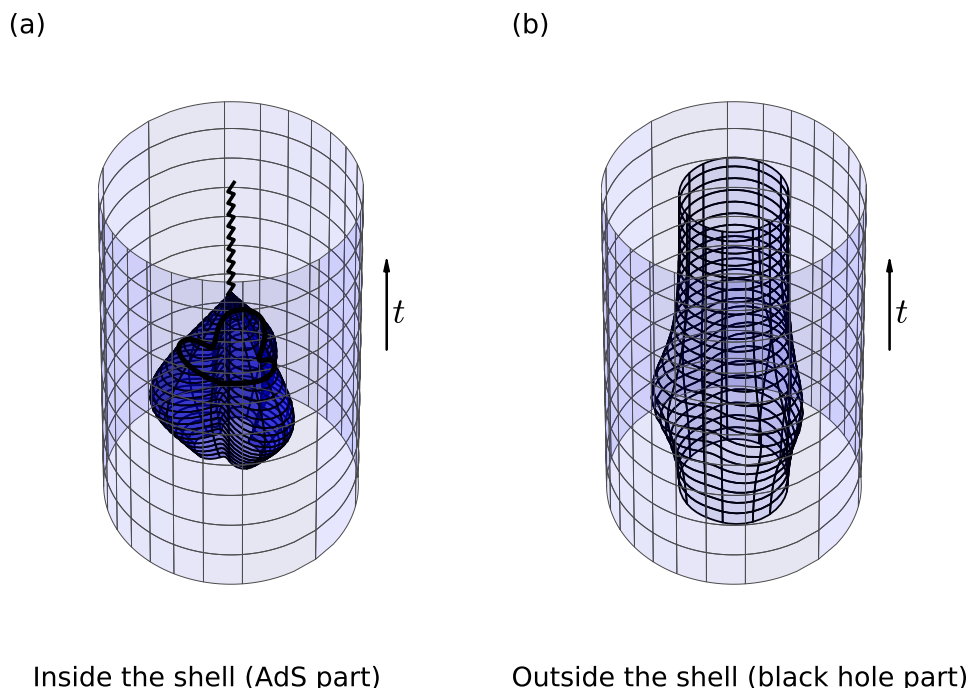 (a)
(b)
t
t
Inside the shell (AdS part)
Outside the shell (black hole part)